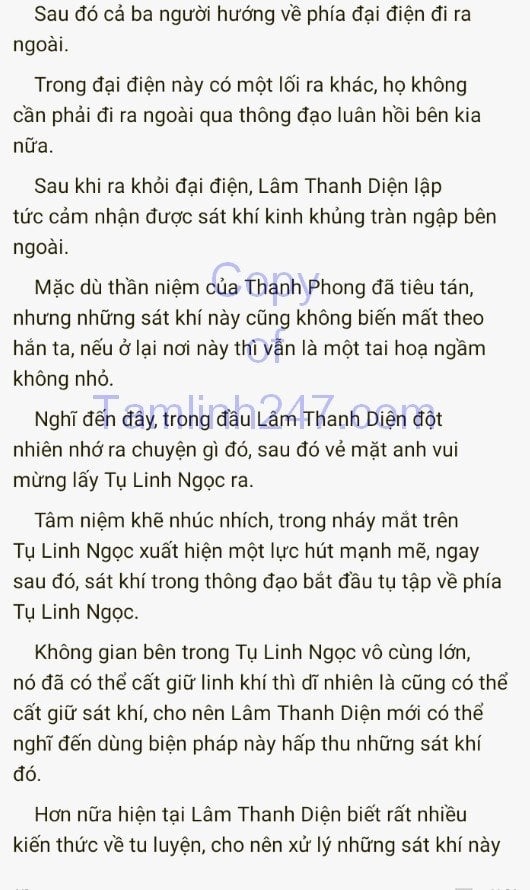 Sau đó cả ba người hướng về phía đại điện đi ra
ngoài.
Trong đại điện này có một lối ra khác, họ không
cần phải đi ra ngoài qua thông đạo luân hồi bên kia
nữa.
Sau khi ra khỏi đại điện, Lâm Thanh Diện lập
tức cảm nhận được sát khí kinh khủng tràn ngập bên
ngoài.
Mặc dù thần niệm của Thanh Phong đã tiêu tán,
nhưng những sát khí này cũng không biến mất theo
hắn ta, nếu ở lại nơi này thì vẫn là một tai hoạ ngầm
không nhỏ.
Nghĩ đến đây, trong đầu Lâm Thanh Diện đột
nhiên nhớ ra chuyện gì đó, sau đó vẻ mặt anh vui
mừng lấy Tụ Linh Ngọc ra.
Tâm niệm khẽ nhúc nhích, trong nháy mắt trên
Tụ Linh Ngọc xuất hiện một lực hút mạnh mẽ, ngay
sau đó, sát khí trong thông đạo bắt đầu tụ tập về phía
Tụ Linh Ngọc.
Không gian bên trong Tụ Linh Ngọc vô cùng lớn,
nó đã có thể cất giữ linh khí thì dĩ nhiên là cũng có thể
cất giữ sát khí, cho nên Lâm Thanh Diện mới có thể
nghĩ đến dùng biện pháp này hấp thu những sát khí
đó.
Hơn nữa hiện tại Lâm Thanh Diện biết rất nhiều
kiến thức về tu luyện, cho nên xử lý những sát khí này
Copy
of
Tamlinh247.com